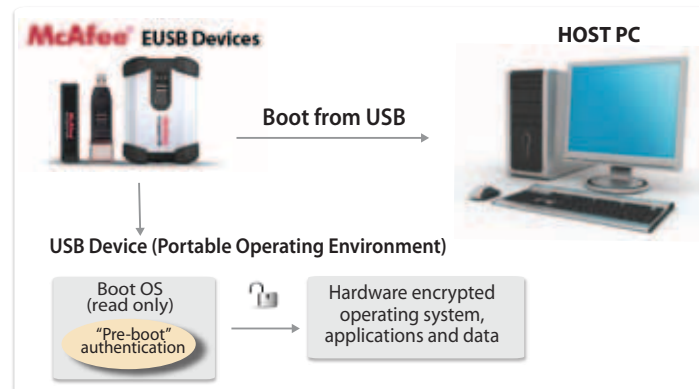 McAfee® EUSB Devices
HOST PC
Boot from USB
USB Device (Portable Operating Environment)
Boot OS
(read only)
“Pre-boot”
authentication
Hardware encrypted
operating system,
applications and data